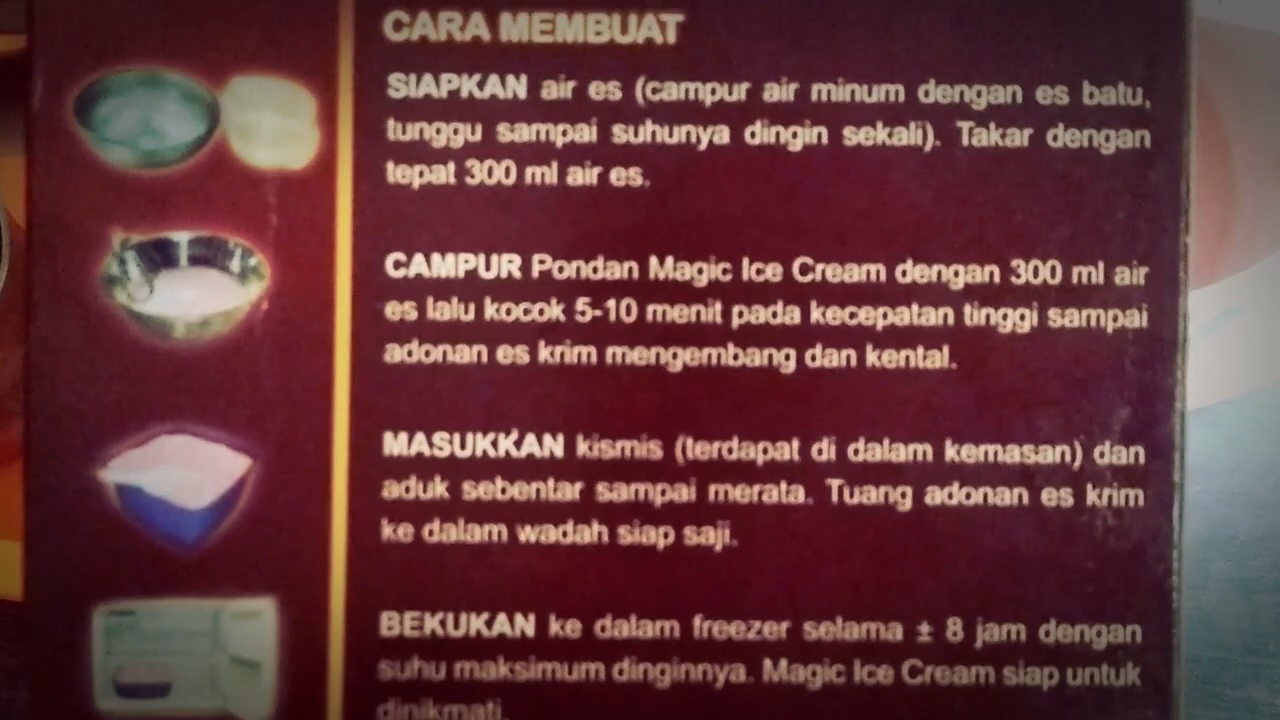 CARA MEMBUAT
SIAPKAN air es (campur air minum dengan es batu,
tunggu sampai suhunya dingin sekali). Takar dengan
tepat 300 ml air es.
CAMPUR Pondan Magic Ice Cream dengan 300 ml air
es lalu kocok 5-10 menit pada kecepatan tinggi sampai
adonan es krim mengembang dan kental.
MASUKKAN kismis (terdapat di dalam kemasan) dan
aduk sebentar sampai merata. Tuang adonan es krim
ke dalam wadah siap saji.
BEKUKAN ke dalam freezer selama ± 8 jam dengan
suhu maksimum dinginnya. Magic Ice Cream siap untuk
dinikmati.